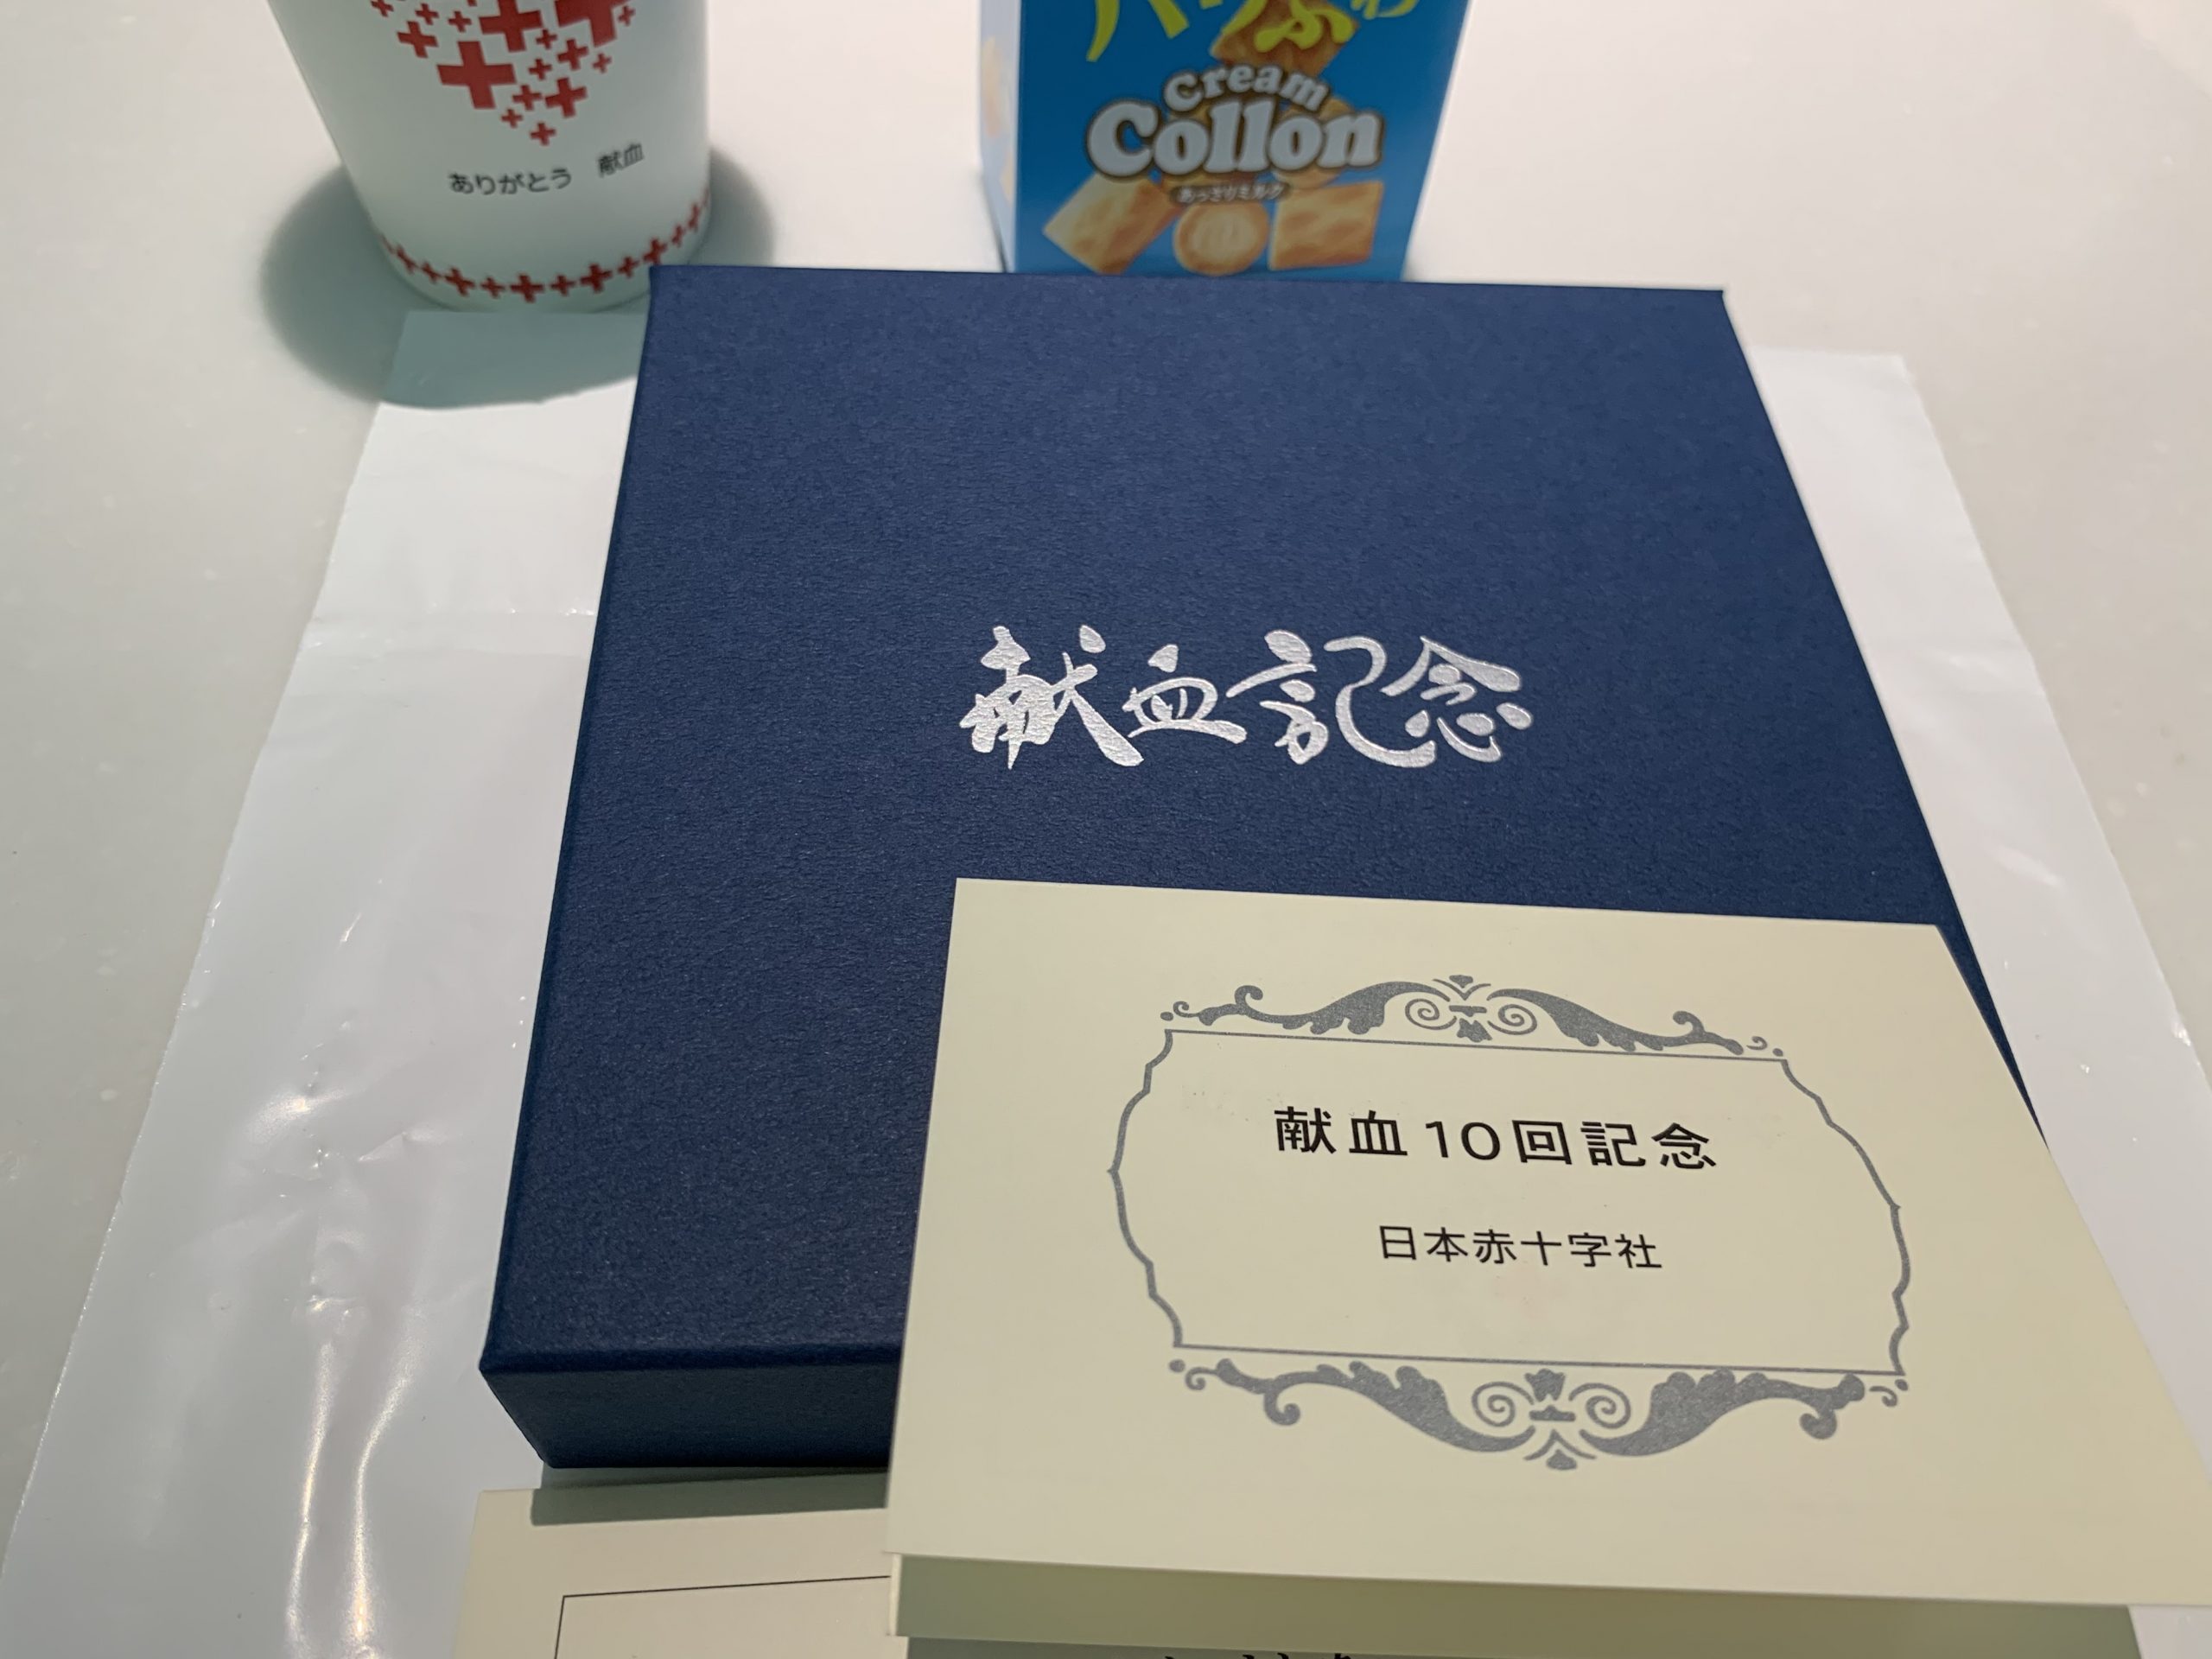 ありがとう 献血
Cream
Collon
あっさりミルク
献血記念
献血10回記念
日本赤十字社